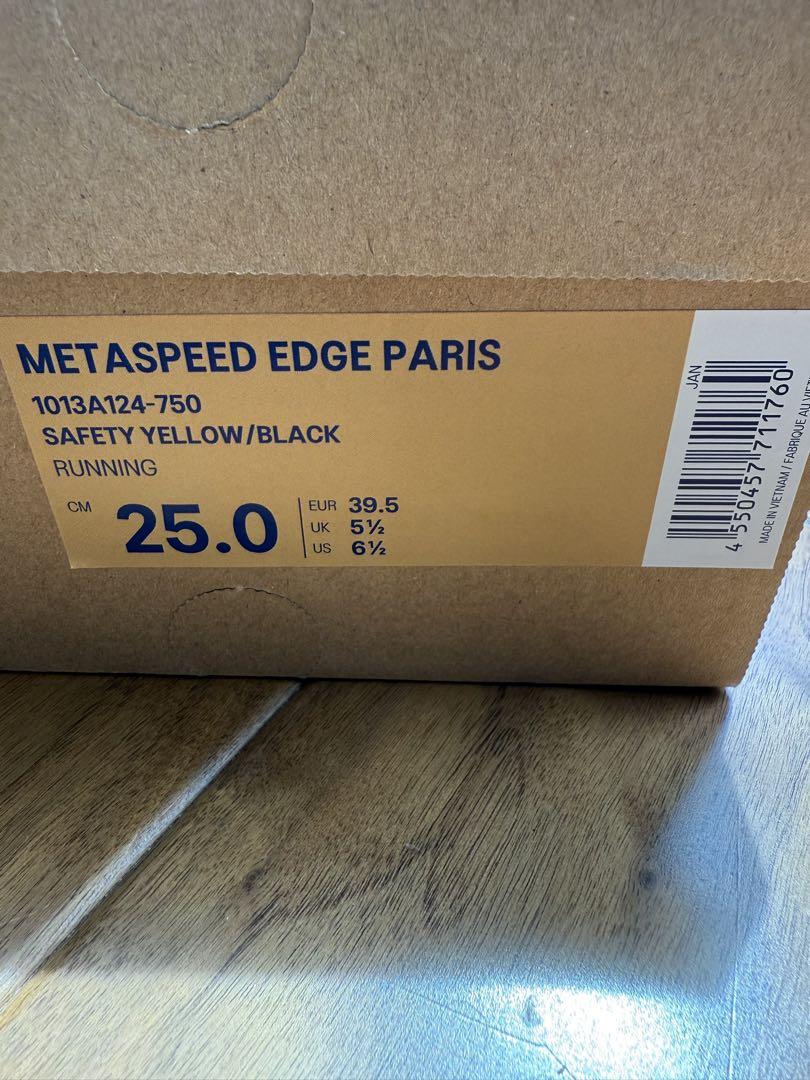 METASPEED EDGE PARIS
1013A124-750
SAFETY YELLOW/BLACK
RUNNING
CM 25.0
EUR 39.5
UK 5½
US 6½
JAN
4 550457 711760
MADE IN VIETNAM / FABRIQUE AU